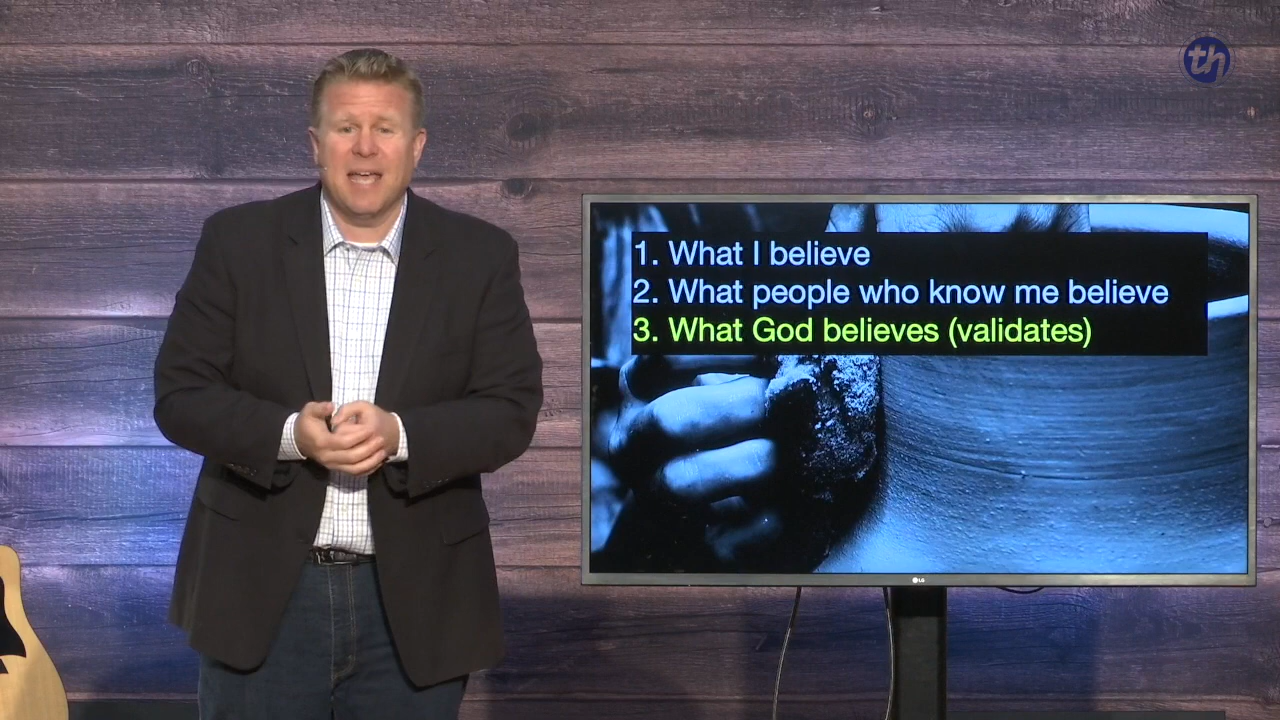 th
1. What I believe
2. What people who know me believe
3. What God believes (validates)
LG